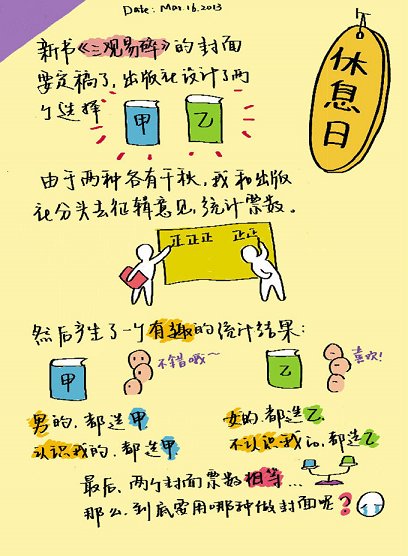 Date: Mar.16.2013
休息日
新书《三观易碎》的封面
要定稿了，出版社设计了两
个选择
甲
乙
由于两种各有千秋，我和出版
社分头去征辑意见，统计票数。
正正正
正正
然后产生了一个有趣的统计结果：
甲
不错哦～
乙
喜欢！
男的，都选甲
女的，都选乙
认识我的，都选甲
不认识我的，都选乙
最后，两个封面票数相等...
那么，到底要用哪种做封面呢？